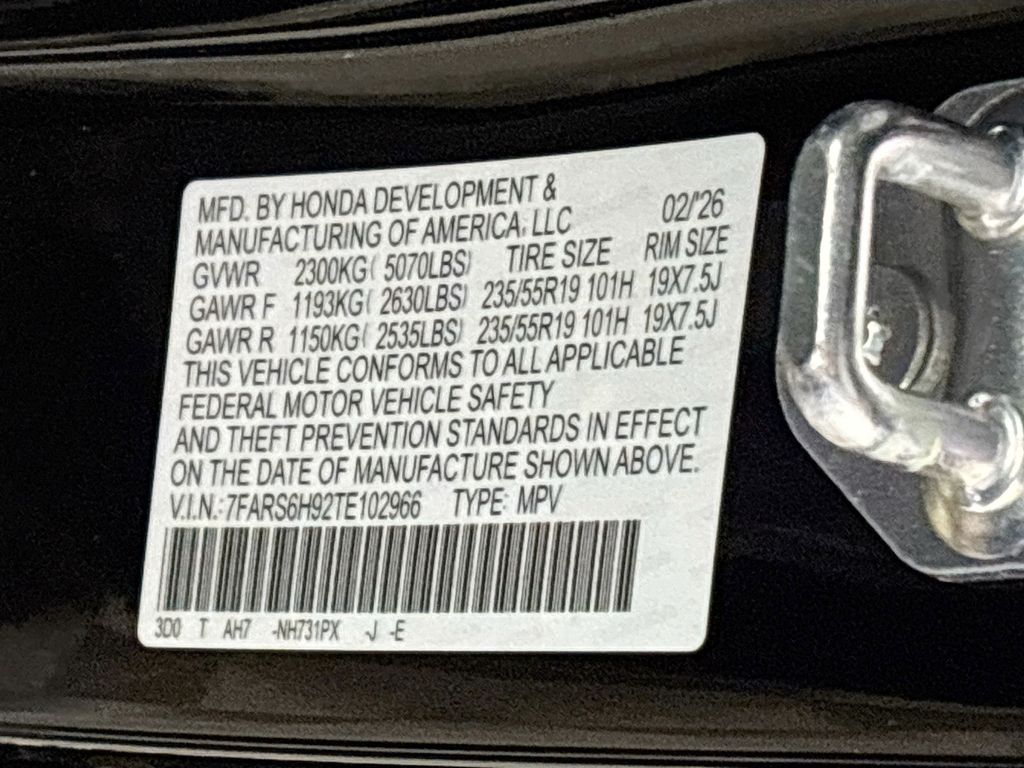 MFD. BY HONDA DEVELOPMENT &
MANUFACTURING OF AMERICA, LLC 02/'26
GVWR 2300KG( 5070LBS) TIRE SIZE RIM SIZE
GAWR F 1193KG( 2630LBS) 235/55R19 101H 19X7.5J
GAWR R 1150KG( 2535LBS) 235/55R19 101H 19X7.5J
THIS VEHICLE CONFORMS TO ALL APPLICABLE
FEDERAL MOTOR VEHICLE SAFETY
AND THEFT PREVENTION STANDARDS IN EFFECT
ON THE DATE OF MANUFACTURE SHOWN ABOVE.
V.I.N.:7FARS6H92TE102966 TYPE: MPV
3D0 T AH7 -NH731PX -J -E